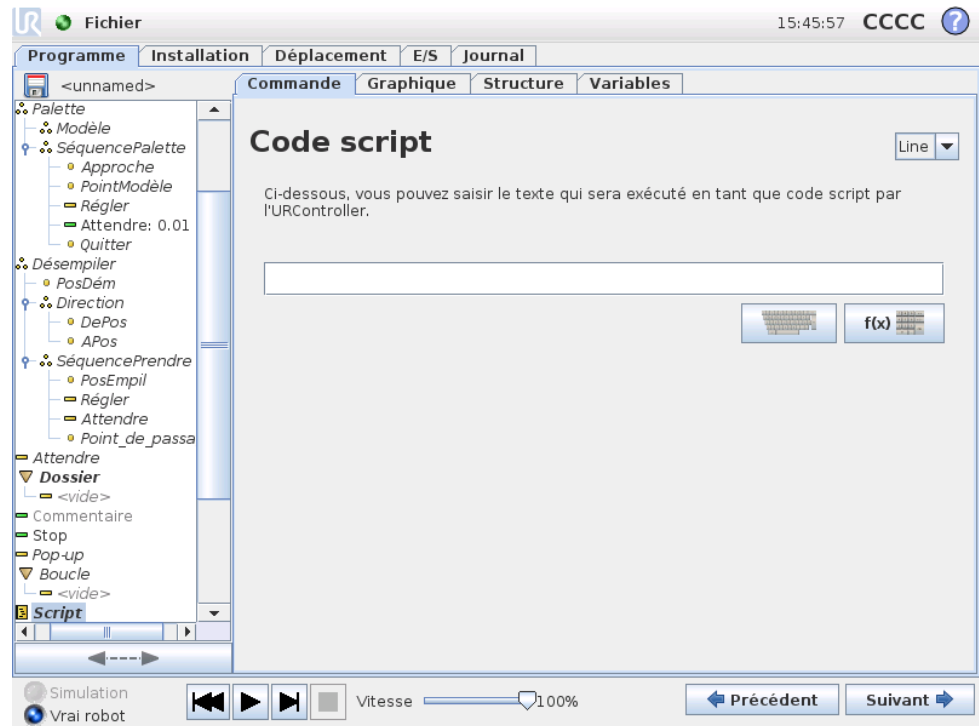 UR Fichier 15:45:57 CCCC ?
Programme Installation Déplacement E/S Journal
<unnamed>
Commande Graphique Structure Variables
Palette
Modèle
SéquencePalette
Approche
PointModèle
Régler
Attendre: 0.01
Quitter
Désempiler
PosDém
Direction
DePos
APos
SéquencePrendre
PosEmpil
Régler
Attendre
Point_de_passa
Attendre
Dossier
<vide>
Commentaire
Stop
Pop-up
Boucle
<vide>
Script
Code script
Line
Ci-dessous, vous pouvez saisir le texte qui sera exécuté en tant que code script par
l'URController.
f(x)
Simulation
Vrai robot
Vitesse 100%
Précédent Suivant